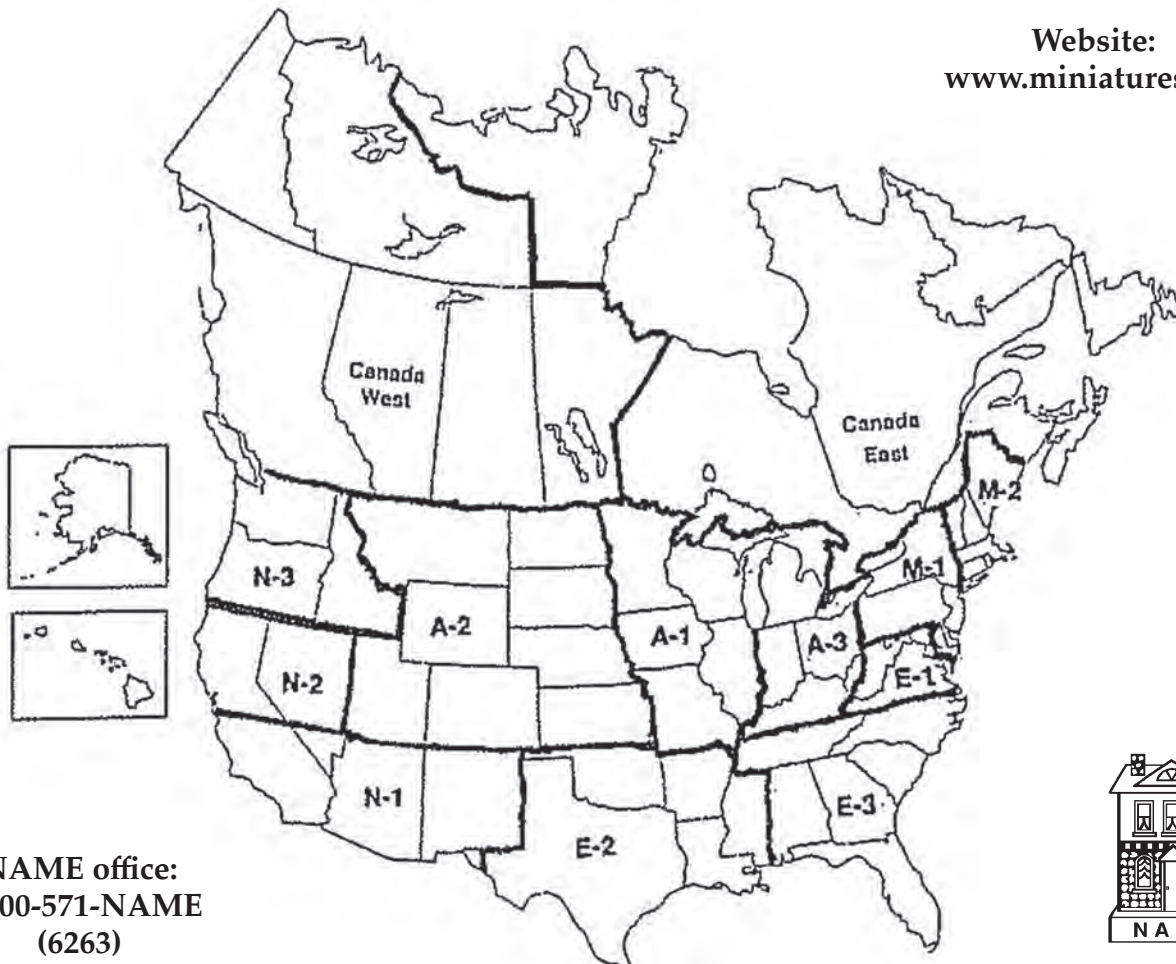 Website:
www.miniatures
Canada
West
Canada
East
M-2
N-3
M-1
A-2
A-1
A-3
N-2
E-1
N-1
E-3
E-2
NAME office:
00-571-NAME
(6263)
N A